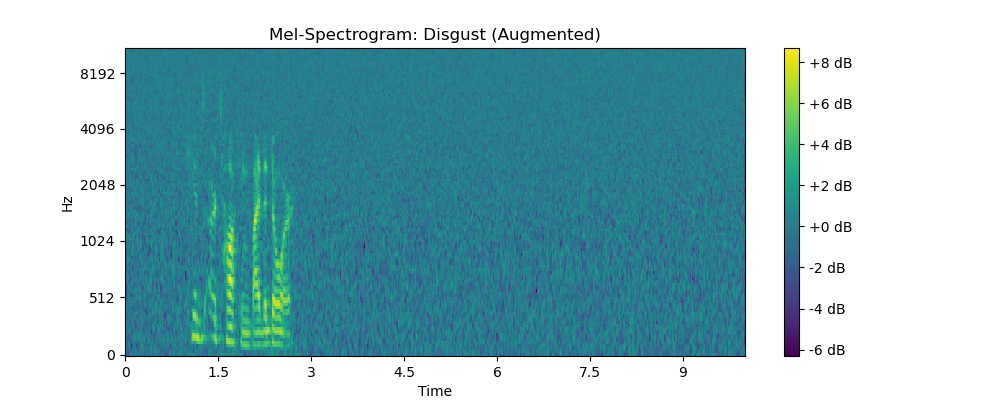 Mel-Spectrogram: Disgust (Augmented)
8192
4096
2048
1024
512
0
Hz
0 1.5 3 4.5 6 7.5 9
Time
+8 dB
+6 dB
+4 dB
+2 dB
+0 dB
-2 dB
-4 dB
-6 dB